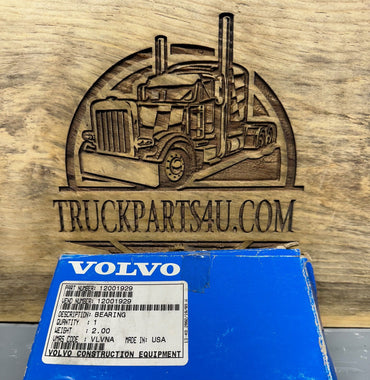 TRUCKPARTS4U.COM
VOLVO
PART NUMBER: 12001929
VEND NUMBER: 12001929
DESCRIPTION: BEARING
QUANTITY : 1
WEIGHT : 2.00
VMRS CODE : VLVNA MADE IN: USA
VOLVO CONSTRUCTION EQUIPMENT